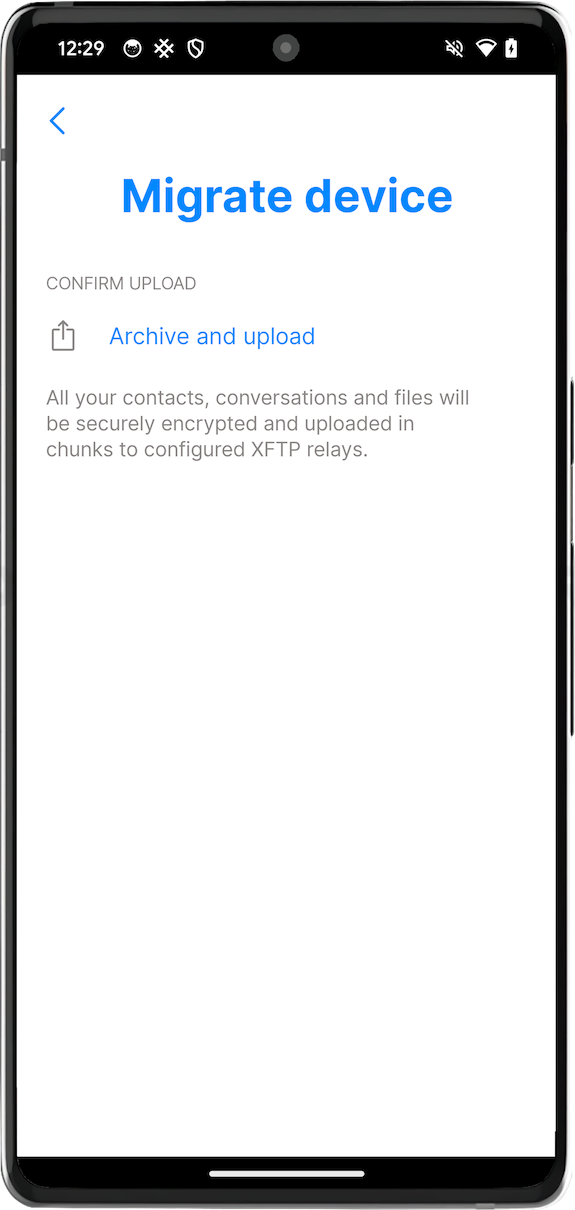 12:29
Migrate device
CONFIRM UPLOAD
Archive and upload
All your contacts, conversations and files will
be securely encrypted and uploaded in
chunks to configured XFTP relays.